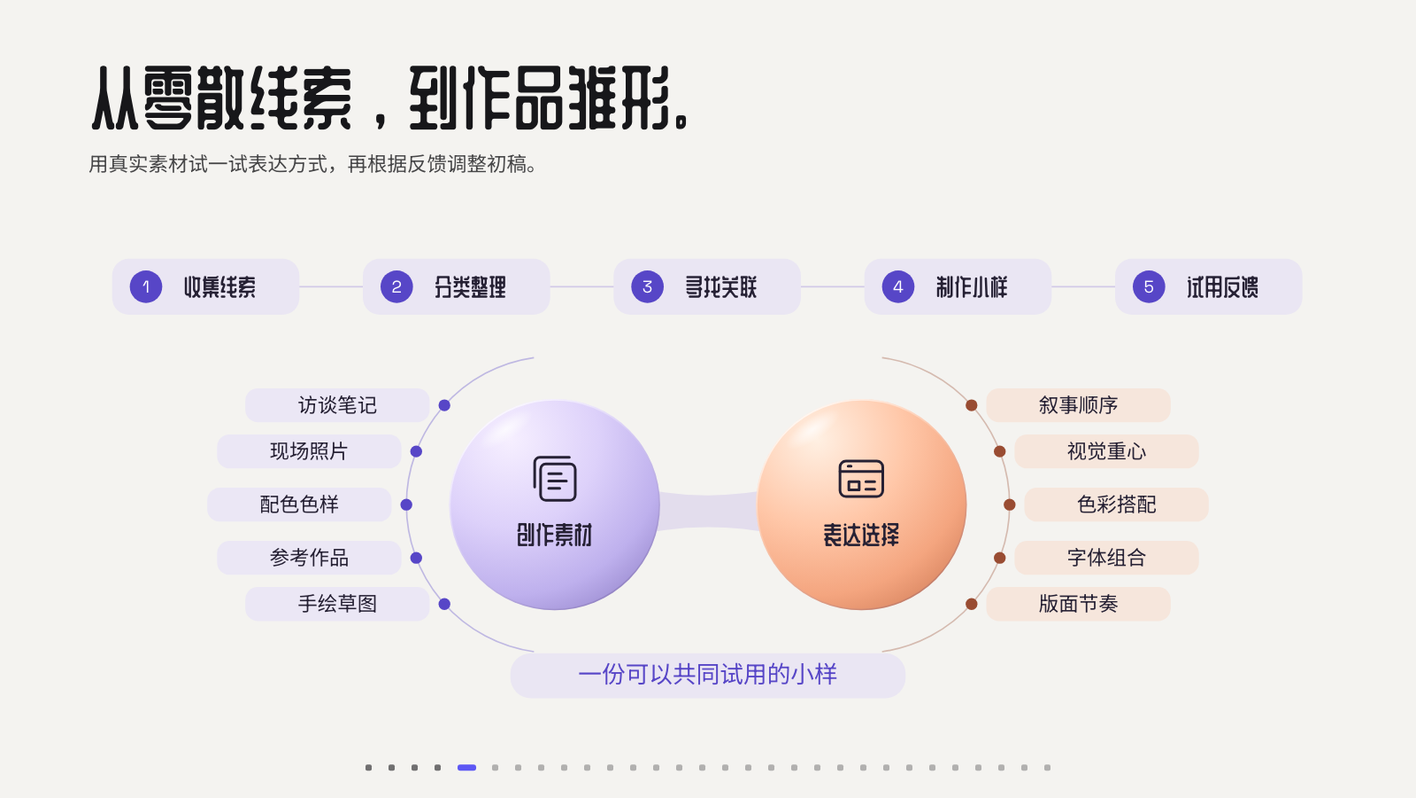 从零散线索，到作品雏形。
用真实素材试一试表达方式，再根据反馈调整初稿。
1 收集线索
2 分类整理
3 寻找关联
4 制作小样
5 试用反馈
访谈笔记
现场照片
配色色样
参考作品
手绘草图
创作素材
表达选择
叙事顺序
视觉重心
色彩搭配
字体组合
版面节奏
一份可以共同试用的小样